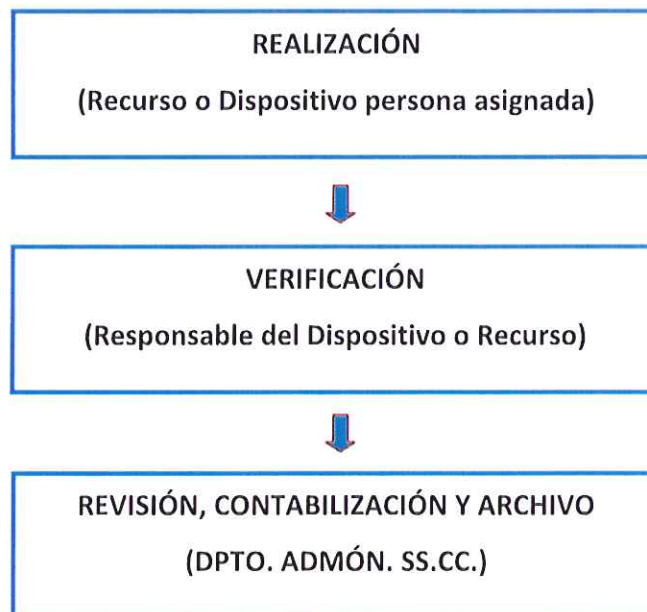 REALIZACIÓN
(Recurso o Dispositivo persona asignada)
VERIFICACIÓN
(Responsable del Dispositivo o Recurso)
REVISIÓN, CONTABILIZACIÓN Y ARCHIVO
(DPTO. ADMÓN. SS.CC.)